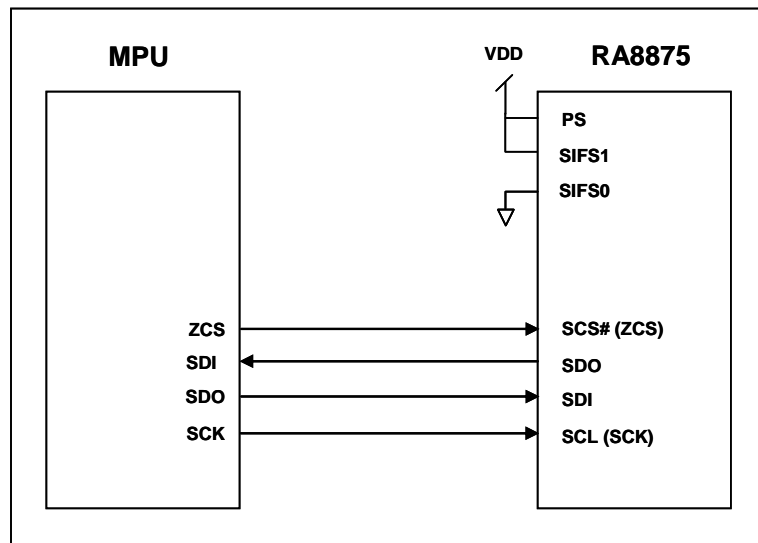 MPU
VDD
RA8875
PS
SIFS1
SIFS0
ZCS
SCS# (ZCS)
SDI
SDO
SDO
SDI
SCK
SCL (SCK)